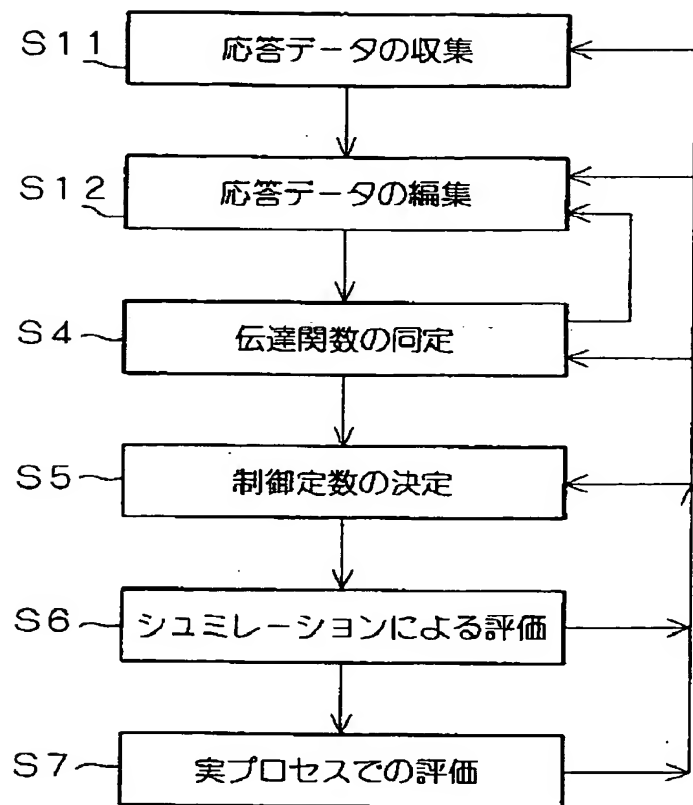 S11 応答データの収集
S12 応答データの編集
S4 伝達関数の同定
S5 制御定数の決定
S6 シュミレーションによる評価
S7 実プロセスでの評価